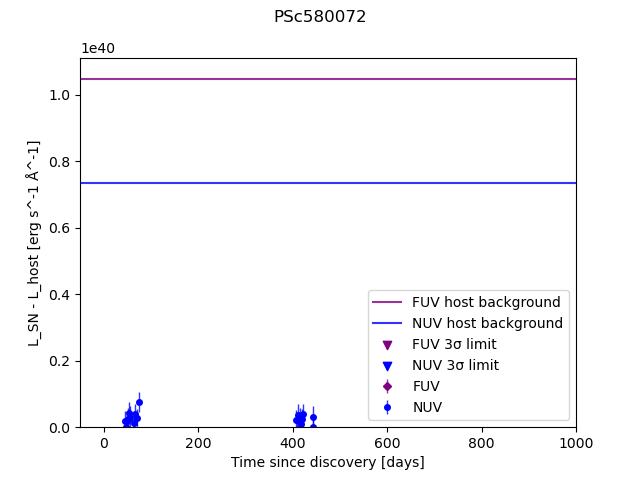 PSc580072
1e40
1.0
0.8
0.6
0.4
0.2
0.0
L_SN - L_host [erg s^-1 Å^-1]
FUV host background
NUV host background
FUV 3σ limit
NUV 3σ limit
FUV
NUV
0 200 400 600 800 1000
Time since discovery [days]